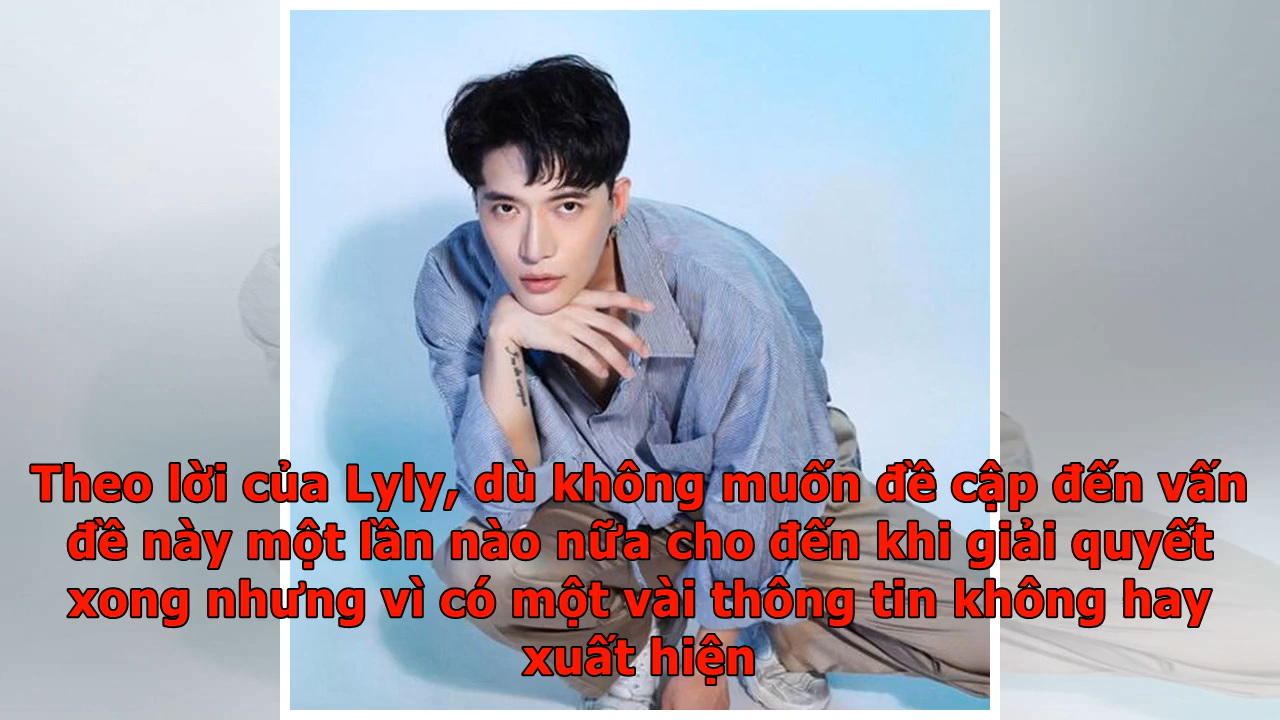 Theo lời của Lyly, dù không muốn đề cập đến vấn
đề này một lần nào nữa cho đến khi giải quyết
xong nhưng vì có một vài thông tin không hay
xuất hiện